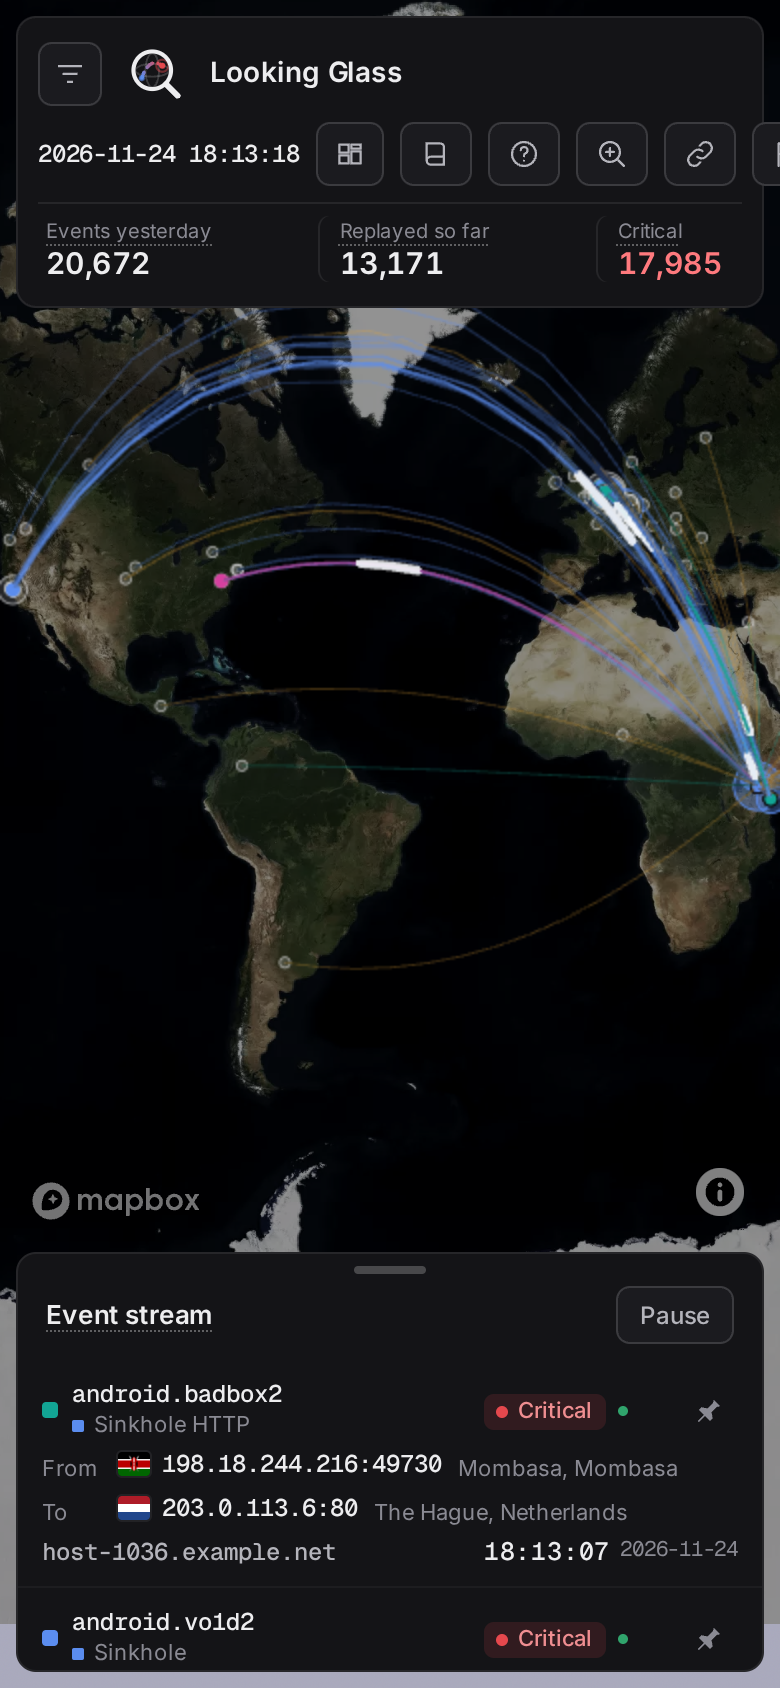 Looking Glass
2026-11-24 18:13:18
Events yesterday
20,672
Replayed so far
13,171
Critical
17,985
mapbox
Event stream
Pause
android.badbox2
Sinkhole HTTP
Critical
From 198.18.244.216:49730 Mombasa, Mombasa
To 203.0.113.6:80 The Hague, Netherlands
host-1036.example.net 18:13:07 2026-11-24
android.vo1d2
Sinkhole
Critical